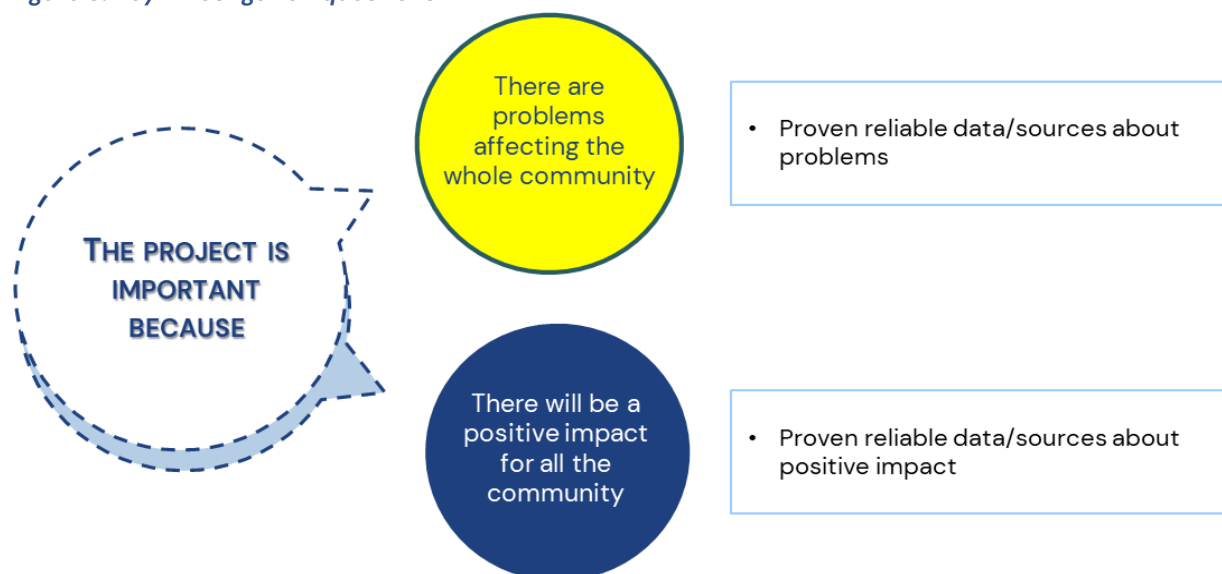 THE PROJECT IS
IMPORTANT
BECAUSE
There are
problems
affecting the
whole community
• Proven reliable data/sources about
problems
There will be a
positive impact
for all the
community
• Proven reliable data/sources about
positive impact